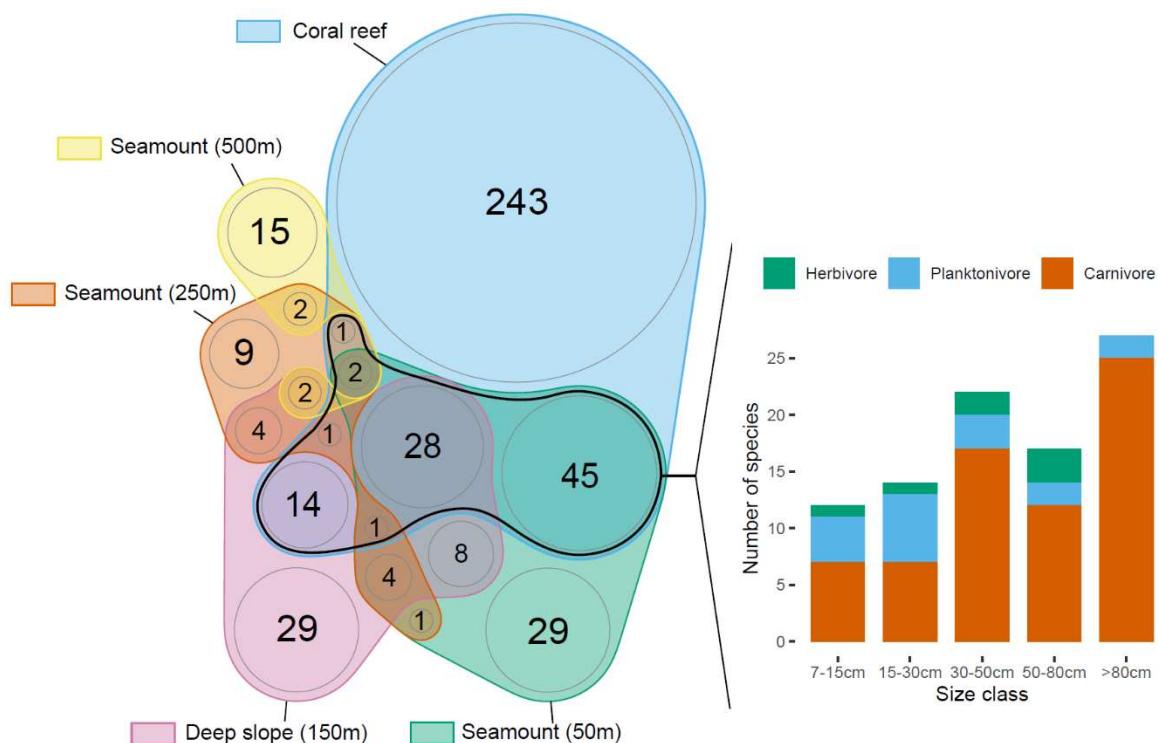 Coral reef
Seamount (500m)
243
15
Seamount (250m)
2
1
9
2
2
4
1
28
45
14
1
8
4
1
29
29
Deep slope (150m)
Seamount (50m)
Herbivore
Planktonivore
Carnivore
Number of species
25
20
15
10
5
0
7-15cm
15-30cm
30-50cm
50-80cm
>80cm
Size class